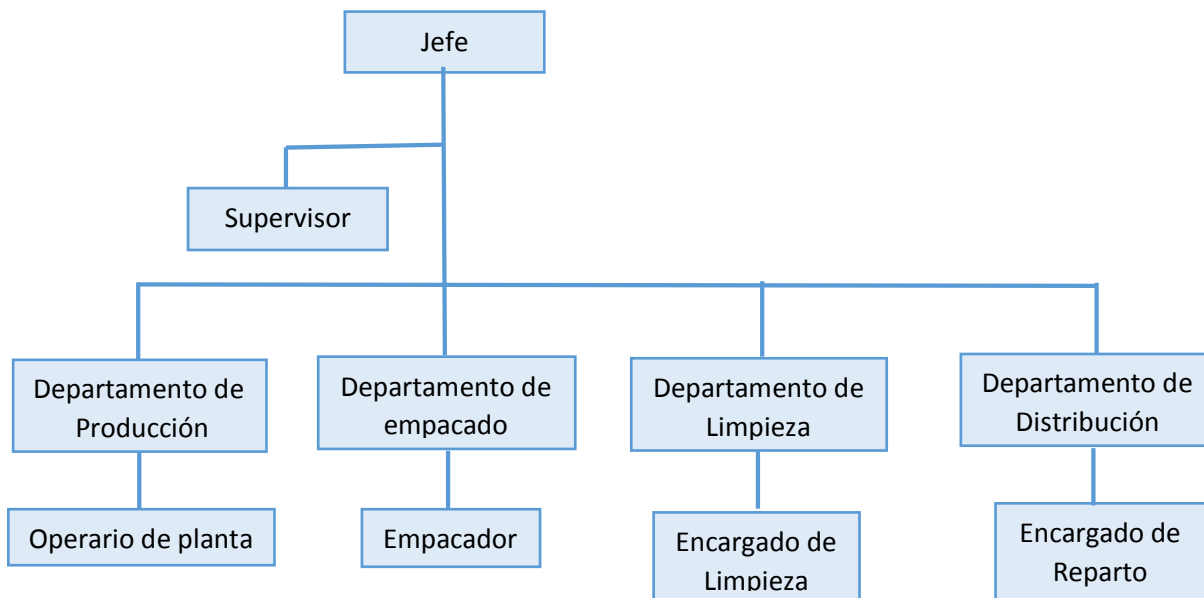 Jefe
Supervisor
Departamento de
Producción
Departamento de
empacado
Departamento de
Limpieza
Departamento de
Distribución
Operario de planta
Empacador
Encargado de
Limpieza
Encargado de
Reparto